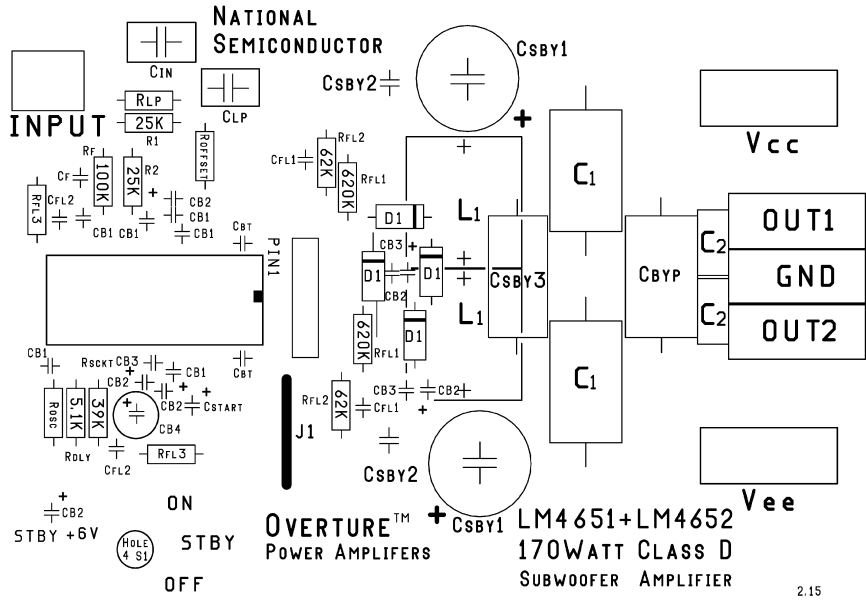 NATIONAL
SEMICONDUCTOR
CIN
CLP
INPUT
RLP
25K
R1
ROFFSET
CSBY2
CSBY1
+
Vcc
RF
100K
R2
25K
CF
RFL3
CFL2
CB1
CB1
+
CB2
CB1
CB1
CBT
CFL1
RFL2
62K
620K
RFL1
PIN1
D1
+
L1
C1
CB3
+
D1
CB2
D1
+
+
L1
CSBY3
CBYP
C2
C2
OUT1
GND
OUT2
C1
620K
RFL1
D1
CB1
RSCKT
CB3
+
CB2
CB1
+
CB2
+
CSTART
CBT
ROSC
5.1K
39K
RDLY
+
CB4
CFL2
RFL3
J1
RFL2
62K
CFL1
CB3
CB2
+
+
CSBY2
CSBY1
+
Vee
+
CB2
STBY +6V
HOLE
4 S1
ON
STBY
OFF
OVERTURE™
POWER AMPLIFERS
LM4651+LM4652
170WATT CLASS D
SUBWOOFER AMPLIFIER
2.15